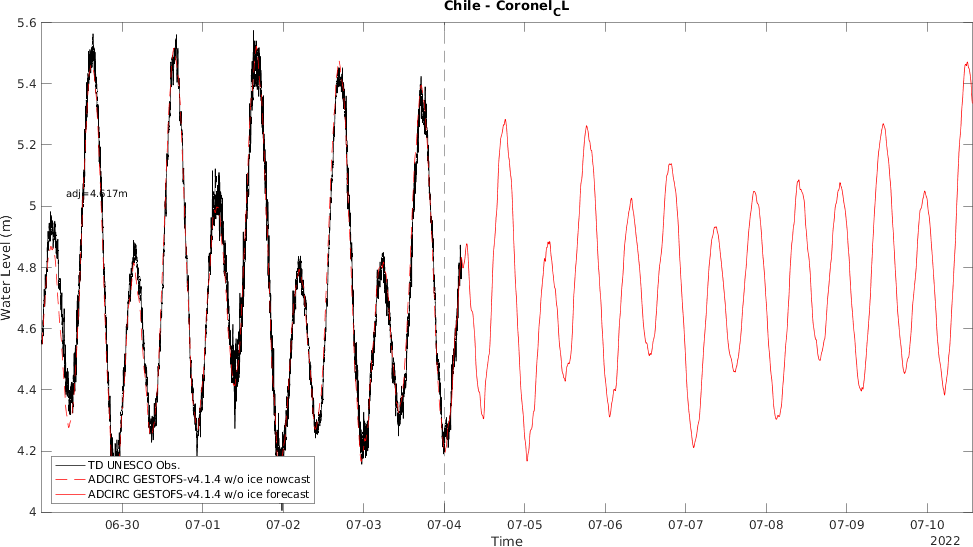 Chile - Coronel_CL
5.6
5.4
5.2
5
4.8
4.6
4.4
4.2
4
Water Level (m)
adj=4.617m
TD UNESCO Obs.
ADCIRC GESTOFS-v4.1.4 w/o ice nowcast
ADCIRC GESTOFS-v4.1.4 w/o ice forecast
06-30 07-01 07-02 07-03 07-04 07-05 07-06 07-07 07-08 07-09 07-10
Time
2022